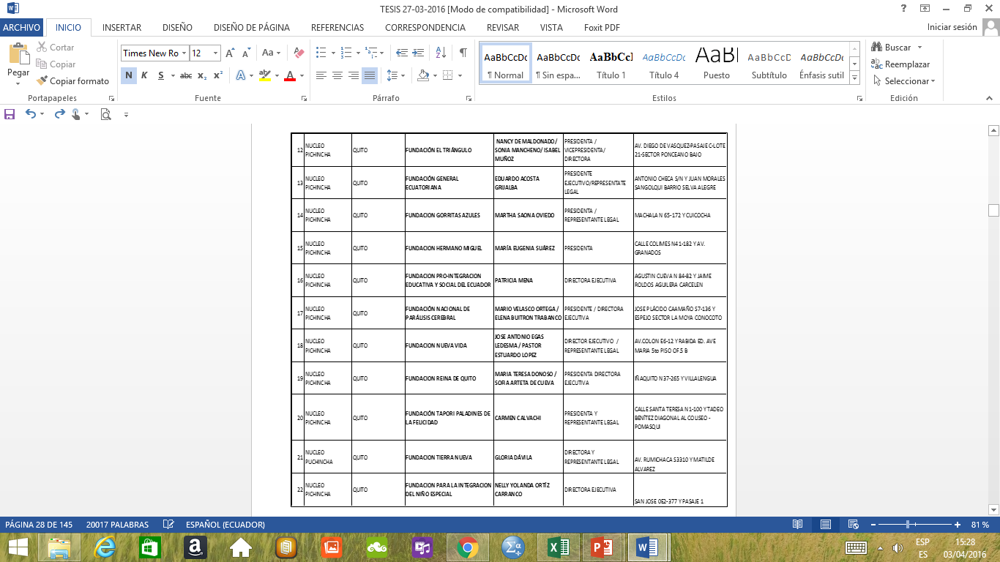 TESIS 27-03-2016 [Modo de compatibilidad] - Microsoft Word
ARCHIVO INICIO INSERTAR DISEÑO DISEÑO DE PÁGINA REFERENCIAS CORRESPONDENCIA REVISAR VISTA Foxit PDF Iniciar sesión
Pegar
Cortar
Copiar
Copiar formato
Portapapeles
Times New Ro 12
N K S abc x₂ x²
Fuente
Párrafo
AaBbCcDc AaBbCcDc AaBbCcI AaBbCcDc AaBl AaBbCcD AaBbCcDc
¶ Normal ¶ Sin espa... Título 1 Título 4 Puesto Subtítulo Énfasis sutil
Estilos
Buscar
Reemplazar
Seleccionar
Edición
12 NUCLEO PICHINCHA QUITO FUNDACIÓN EL TRIÁNGULO NANCY DE MALDONADO/ SONIA MANCHENO/ ISABEL MUÑOZ PRESIDENTA / VICEPRESIDENTA/ DIRECTORA AV. DIEGO DE VASQUEZ-PASAJE C-LOTE 21-SECTOR PONCEANO BAJO
13 NUCLEO PICHINCHA QUITO FUNDACIÓN GENERAL ECUATORIANA EDUARDO ACOSTA GRIJALBA PRESIDENTE EJECUTIVO/REPRESENTATE LEGAL ANTONIO CHECA S/N Y JUAN MORALES SANGOLQUI BARRIO SELVA ALEGRE
14 NUCLEO PICHINCHA QUITO FUNDACION GORRITAS AZULES MARTHA SAONA OVIEDO PRESIDENTA / REPRESENTANTE LEGAL MACHALA N 65-172 Y CUICOCHA
15 NUCLEO PICHINCHA QUITO FUNDACION HERMANO MIGUEL MARÍA EUGENIA SUÁREZ PRESIDENTA CALLE COLIMES N41-182 Y AV. GRANADOS
16 NUCLEO PICHINCHA QUITO FUNDACION PRO-INTEGRACION EDUCATIVA Y SOCIAL DEL ECUADOR PATRICIA MENA DIRECTORA EJECUTIVA AGUSTIN CUEVA N 84-82 Y JAIME ROLDOS AGUILERA CARCELEN
17 NUCLEO PICHINCHA QUITO FUNDACIÓN NACIONAL DE PARÁLISIS CEREBRAL MARIO VELASCO ORTEGA / ELENA BUITRON TRABANCO PRESIDENTE / DIRECTORA EJECUTIVA JOSE PLÁCIDO CAAMAÑO S7-136 Y ESPEJO SECTOR LA MOYA CONOCOTO
18 NUCLEO PICHINCHA QUITO FUNDACION NUEVA VIDA JOSE ANTONIO EGAS LEDESMA / PASTOR ESTUARDO LOPEZ DIRECTOR EJECUTIVO / REPRESENTANTE LEGAL AV.COLON E6-12 Y RABIDA ED. AVE MARIA 5to PISO OF.5 B
19 NUCLEO PICHINCHA QUITO FUNDACION REINA DE QUITO MARIA TERESA DONOSO / SOFIA ARTETA DE CUEVA PRESIDENTA DIRECTORA EJECUTIVA IÑAQUITO N37-265 Y VILLALENGUA
20 NUCLEO PICHINCHA QUITO FUNDACIÓN TAPORI PALADINES DE LA FELICIDAD CARMEN CALVACHI PRESIDENTA Y REPRESENTANTE LEGAL CALLE SANTA TERESA N1-100 Y TADEO BENÍTEZ DIAGONAL AL COLISEO - POMASQUI
21 NUCLEO PUCHINCHA QUITO FUNDACION TIERRA NUEVA GLORIA DÁVILA DIRECTORA Y REPRESENTANTE LEGAL AV. RUMICHACA S3310 Y MATILDE ALVAREZ
22 NUCLEO PICHINCHA QUITO FUNDACION PARA LA INTEGRACION DEL NIÑO ESPECIAL NELLY YOLANDA ORTÍZ CARRANCO DIRECTORA EJECUTIVA SAN JOSE 0E2-377 Y PASAJE 1
PÁGINA 28 DE 145 20017 PALABRAS ESPAÑOL (ECUADOR) 81 %
ESP 15:28
ES 03/04/2016